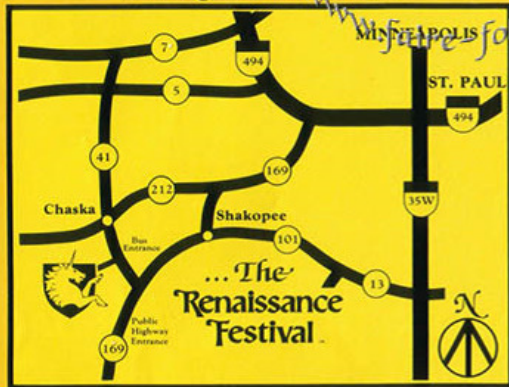 MINNEAPOLIS
7
494
5
ST. PAUL
494
41
169
212
35W
Chaska
Shakopee
Bus
Entrance
101
... The
Renaissance
Festival
13
N
Public
Highway
Entrance
169